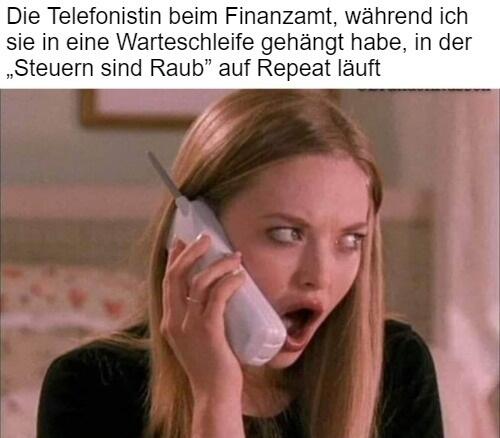 Die Telefonistin beim Finanzamt, während ich
sie in eine Warteschleife gehängt habe, in der
„Steuern sind Raub” auf Repeat läuft